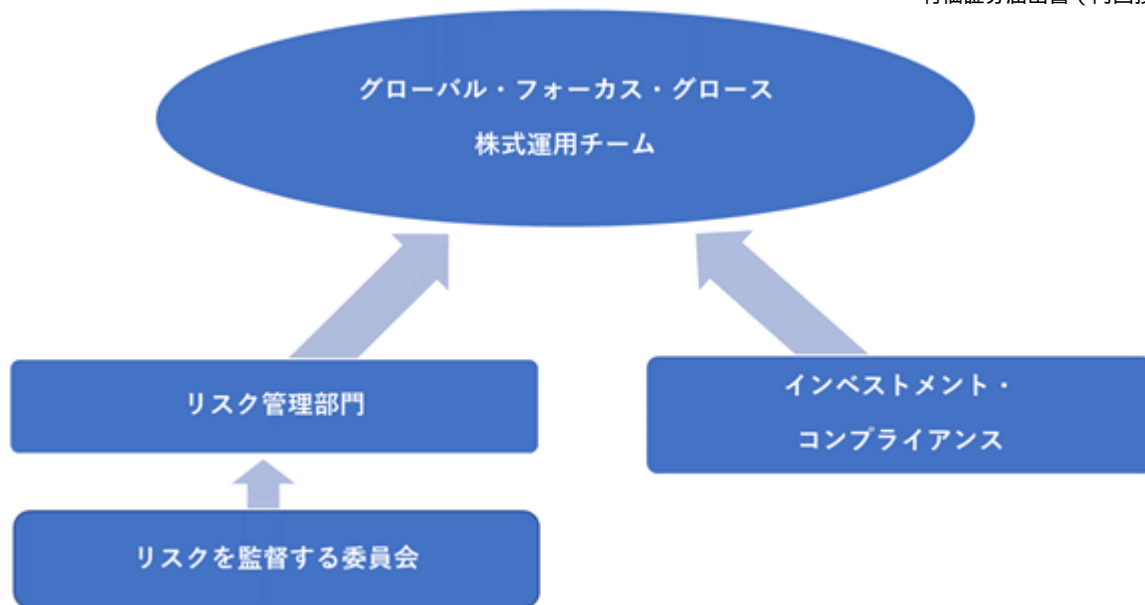 グローバル・フォーカス・グロース
株式運用チーム
リスク管理部門
インベストメント・
コンプライアンス
リスクを監督する委員会